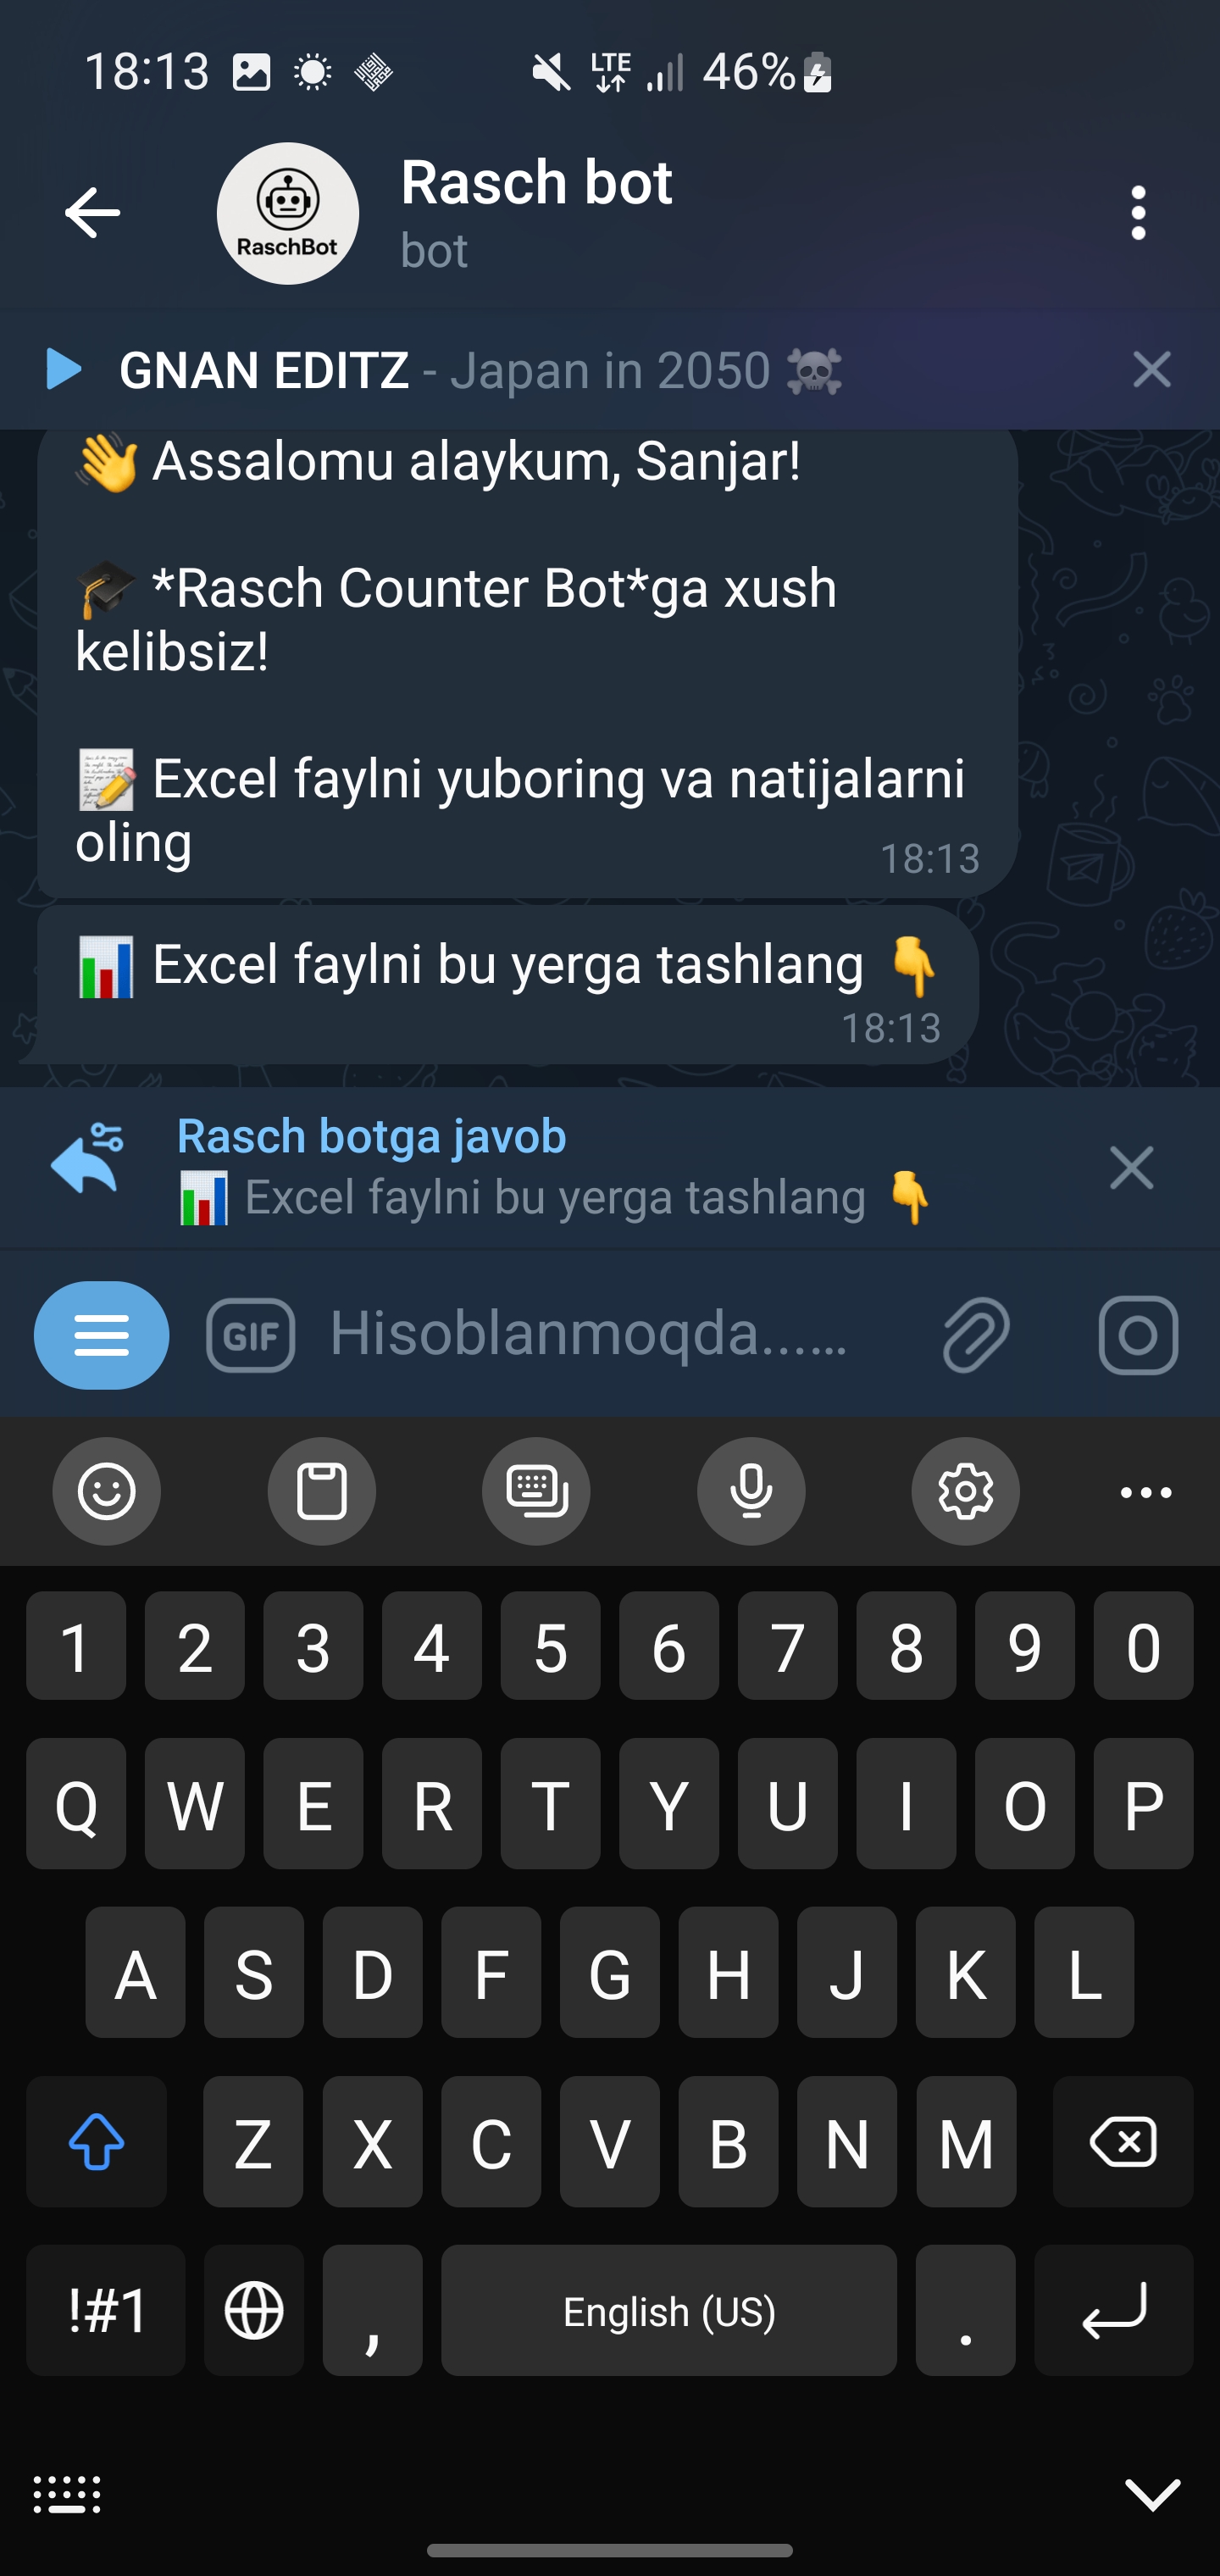 18:13
LTE
46%
RaschBot
Rasch bot
bot
GNAN EDITZ - Japan in 2050 ☠️
👋 Assalomu alaykum, Sanjar!
🎓 *Rasch Counter Bot*ga xush
kelibsiz!
📝 Excel faylni yuboring va natijalarni
oling
18:13
📊 Excel faylni bu yerga tashlang 👇
18:13
Rasch botga javob
📊 Excel faylni bu yerga tashlang 👇
GIF
Hisoblanmoqda...…
1 2 3 4 5 6 7 8 9 0
Q W E R T Y U I O P
A S D F G H J K L
Z X C V B N M
!#1 , English (US) .